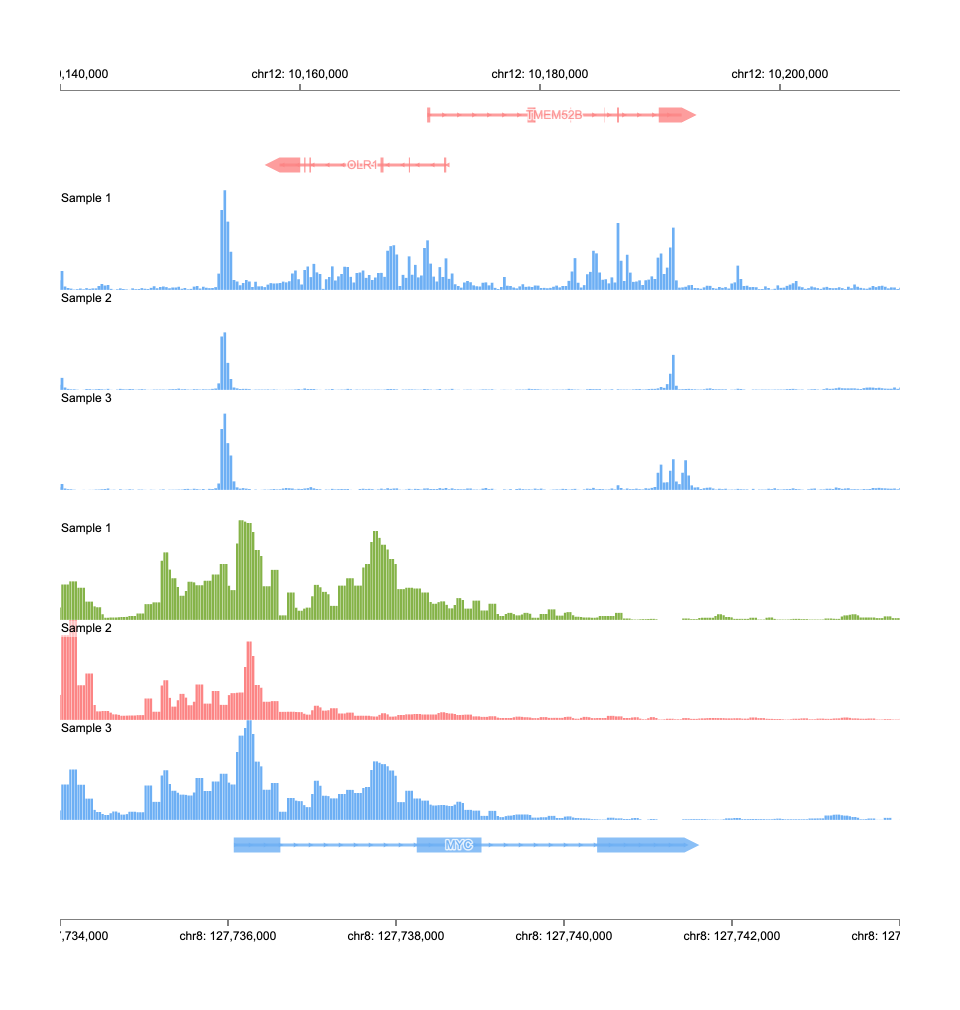 ,140,000 chr12: 10,160,000 chr12: 10,180,000 chr12: 10,200,000
TMEM52B
OLR1
Sample 1
Sample 2
Sample 3
Sample 1
Sample 2
Sample 3
MYC
,734,000 chr8: 127,736,000 chr8: 127,738,000 chr8: 127,740,000 chr8: 127,742,000 chr8: 127